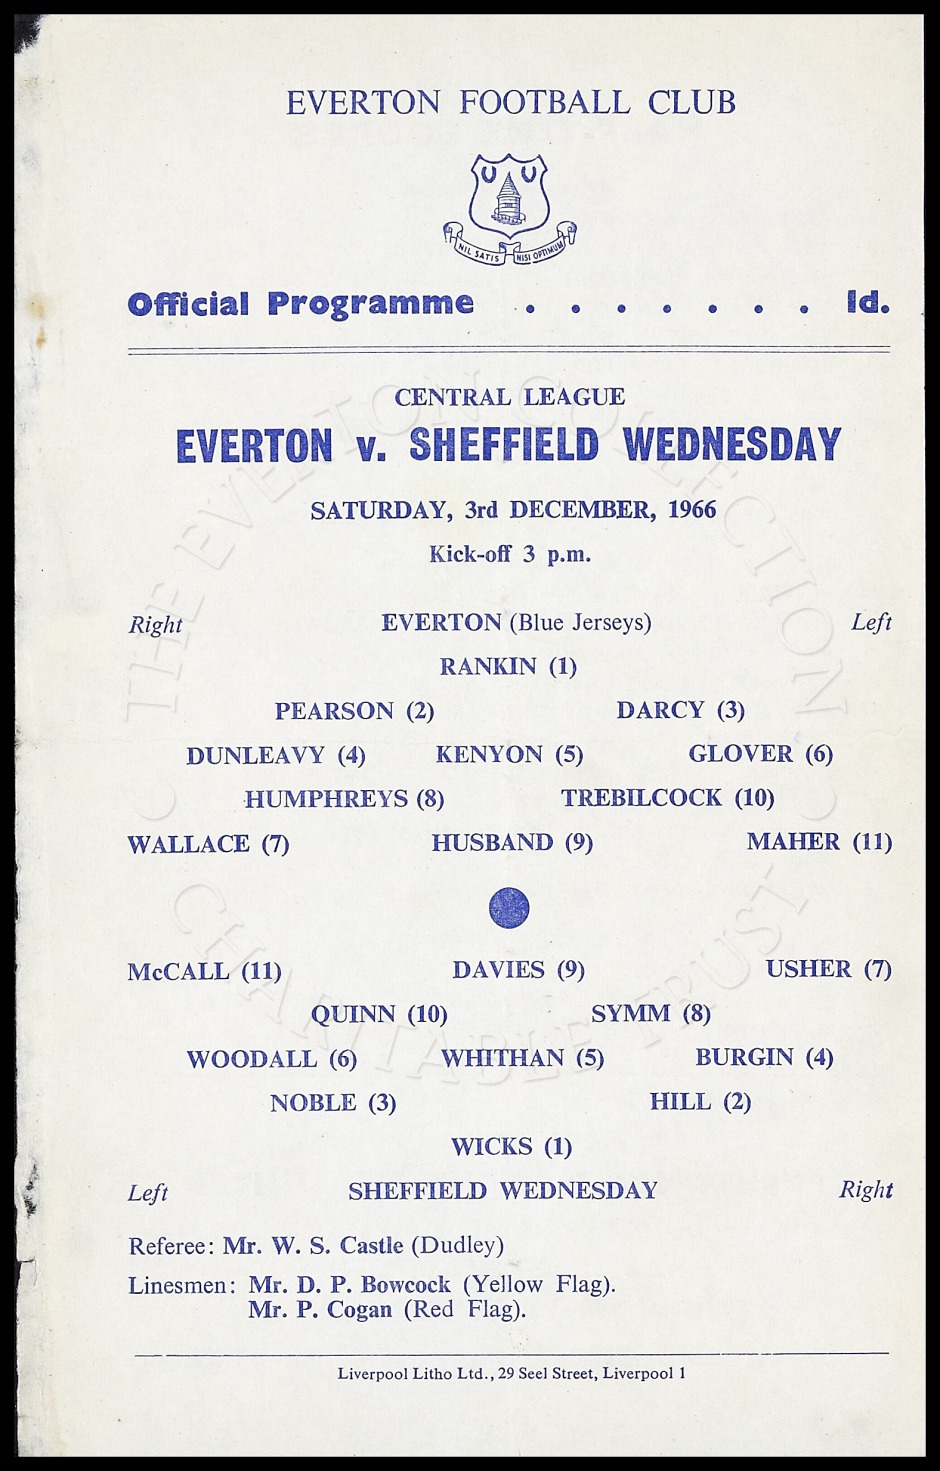 EVERTON FOOTBALL CLUB
NIL SATIS NISI OPTIMUM
Official Programme . . . . . . . 1d.
CENTRAL LEAGUE
EVERTON v. SHEFFIELD WEDNESDAY
SATURDAY, 3rd DECEMBER, 1966
Kick-off 3 p.m.
Right EVERTON (Blue Jerseys) Left
RANKIN (1)
PEARSON (2) DARCY (3)
DUNLEAVY (4) KENYON (5) GLOVER (6)
HUMPHREYS (8) TREBILCOCK (10)
WALLACE (7) HUSBAND (9) MAHER (11)
McCALL (11) DAVIES (9) USHER (7)
QUINN (10) SYMM (8)
WOODALL (6) WHITHAN (5) BURGIN (4)
NOBLE (3) HILL (2)
WICKS (1)
Left SHEFFIELD WEDNESDAY Right
Referee: Mr. W. S. Castle (Dudley)
Linesmen: Mr. D. P. Bowcock (Yellow Flag).
Mr. P. Cogan (Red Flag).
Liverpool Litho Ltd., 29 Seel Street, Liverpool 1
THE EVERTON COLLECTION
CHARITABLE TRUST